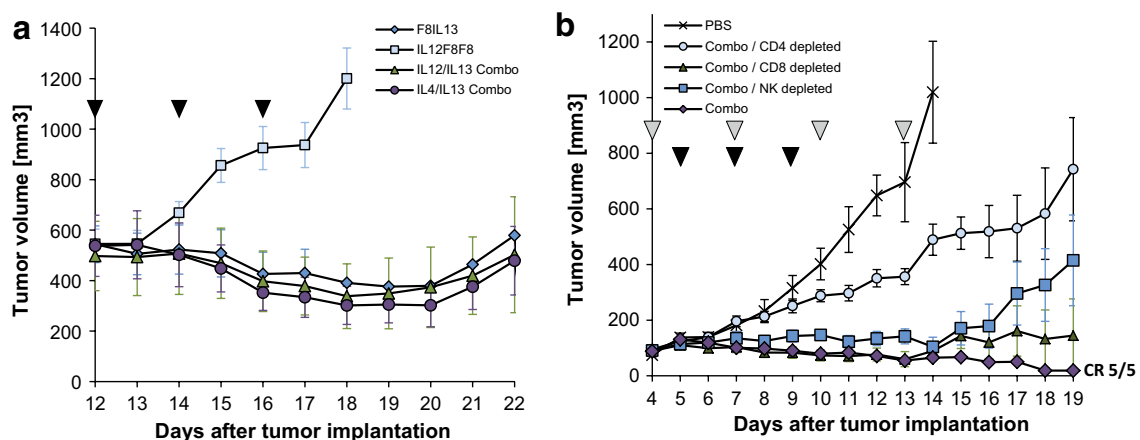 a
F8IL13
IL12F8F8
IL12/IL13 Combo
IL4/IL13 Combo
Tumor volume [mm3]
1400
1200
1000
800
600
400
200
0
12 13 14 15 16 17 18 19 20 21 22
Days after tumor implantation
b
PBS
Combo / CD4 depleted
Combo / CD8 depleted
Combo / NK depleted
Combo
Tumor volume [mm3]
1200
1000
800
600
400
200
0
CR 5/5
4 5 6 7 8 9 10 11 12 13 14 15 16 17 18 19
Days after tumor implantation